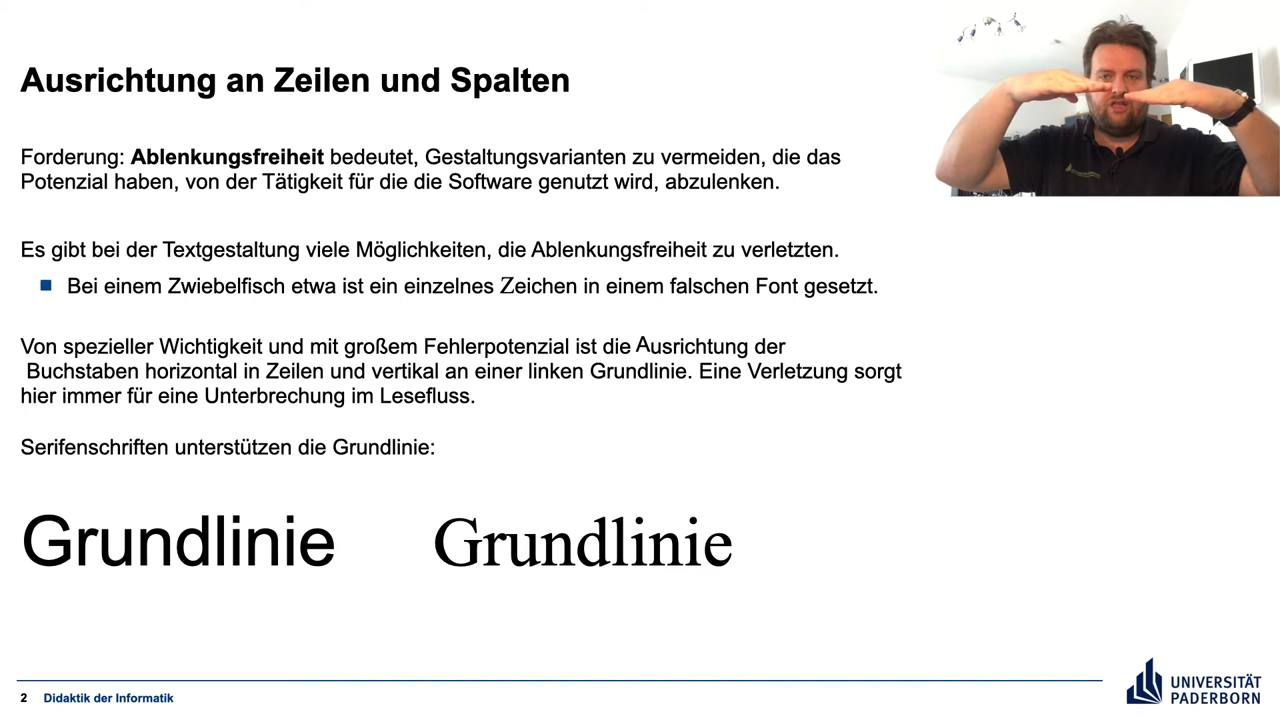 Ausrichtung an Zeilen und Spalten
Forderung: Ablenkungsfreiheit bedeutet, Gestaltungsvarianten zu vermeiden, die das
Potenzial haben, von der Tätigkeit für die die Software genutzt wird, abzulenken.
Es gibt bei der Textgestaltung viele Möglichkeiten, die Ablenkungsfreiheit zu verletzten.
Bei einem Zwiebelfisch etwa ist ein einzelnes Zeichen in einem falschen Font gesetzt.
Von spezieller Wichtigkeit und mit großem Fehlerpotenzial ist die Ausrichtung der
Buchstaben horizontal in Zeilen und vertikal an einer linken Grundlinie. Eine Verletzung sorgt
hier immer für eine Unterbrechung im Lesefluss.
Serifenschriften unterstützen die Grundlinie:
Grundlinie Grundlinie
2 Didaktik der Informatik
UNIVERSITÄT
PADERBORN